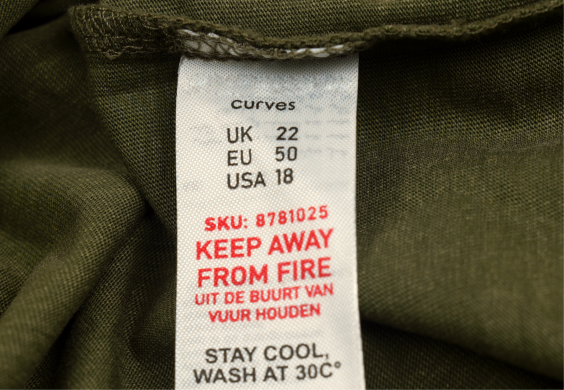 curves
UK 22
EU 50
USA 18
SKU: 8781025
KEEP AWAY
FROM FIRE
UIT DE BUURT VAN
VUUR HOUDEN
STAY COOL,
WASH AT 30C°